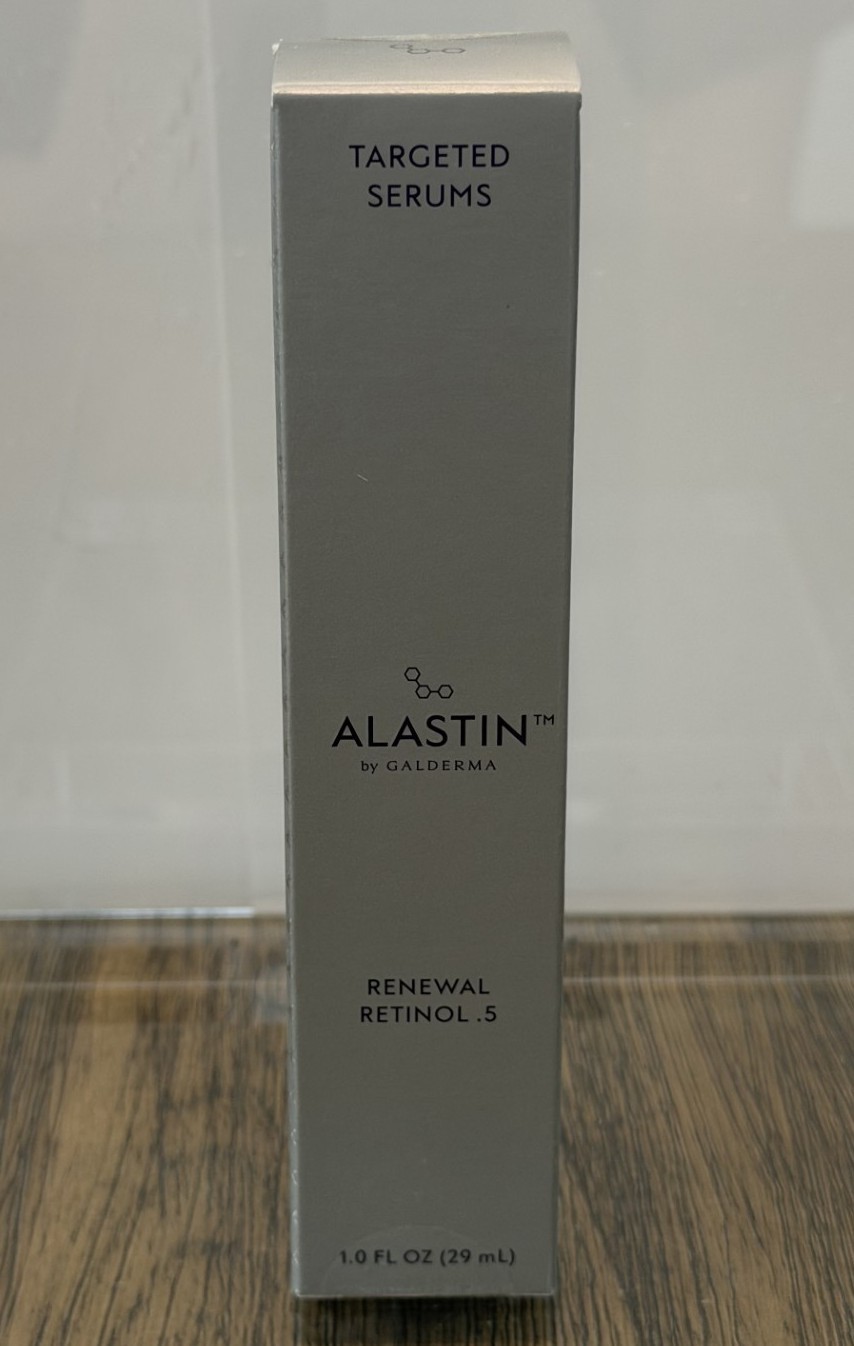 TARGETED
SERUMS
ALASTIN™
by GALDERMA
RENEWAL
RETINOL .5
1.0 FL OZ (29 mL)